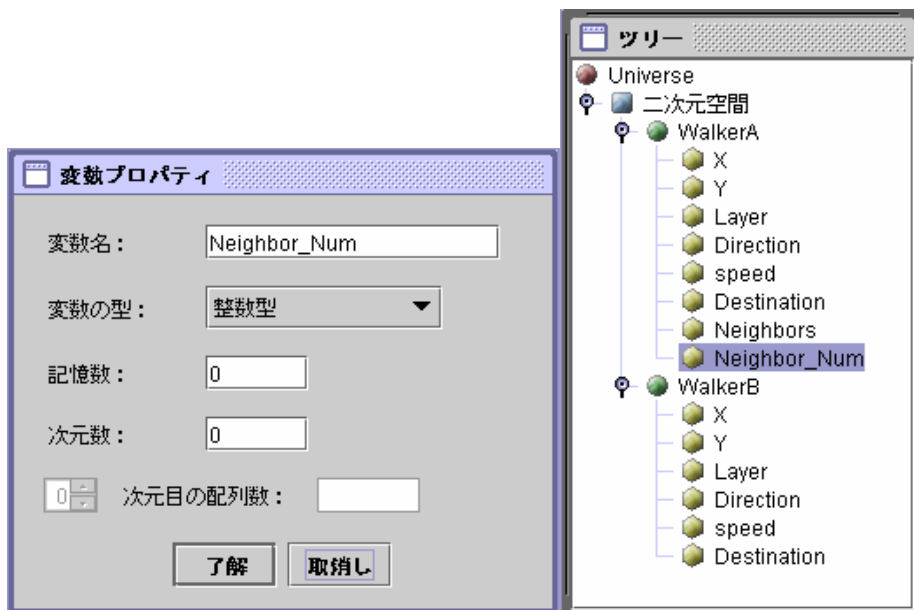 変数プロパティ
変数名：
Neighbor_Num
変数の型：
整数型
記憶数：
0
次元数：
0
0 次元目の配列数：
了解 取消し
ツリー
Universe
二次元空間
WalkerA
X
Y
Layer
Direction
speed
Destination
Neighbors
Neighbor_Num
WalkerB
X
Y
Layer
Direction
speed
Destination